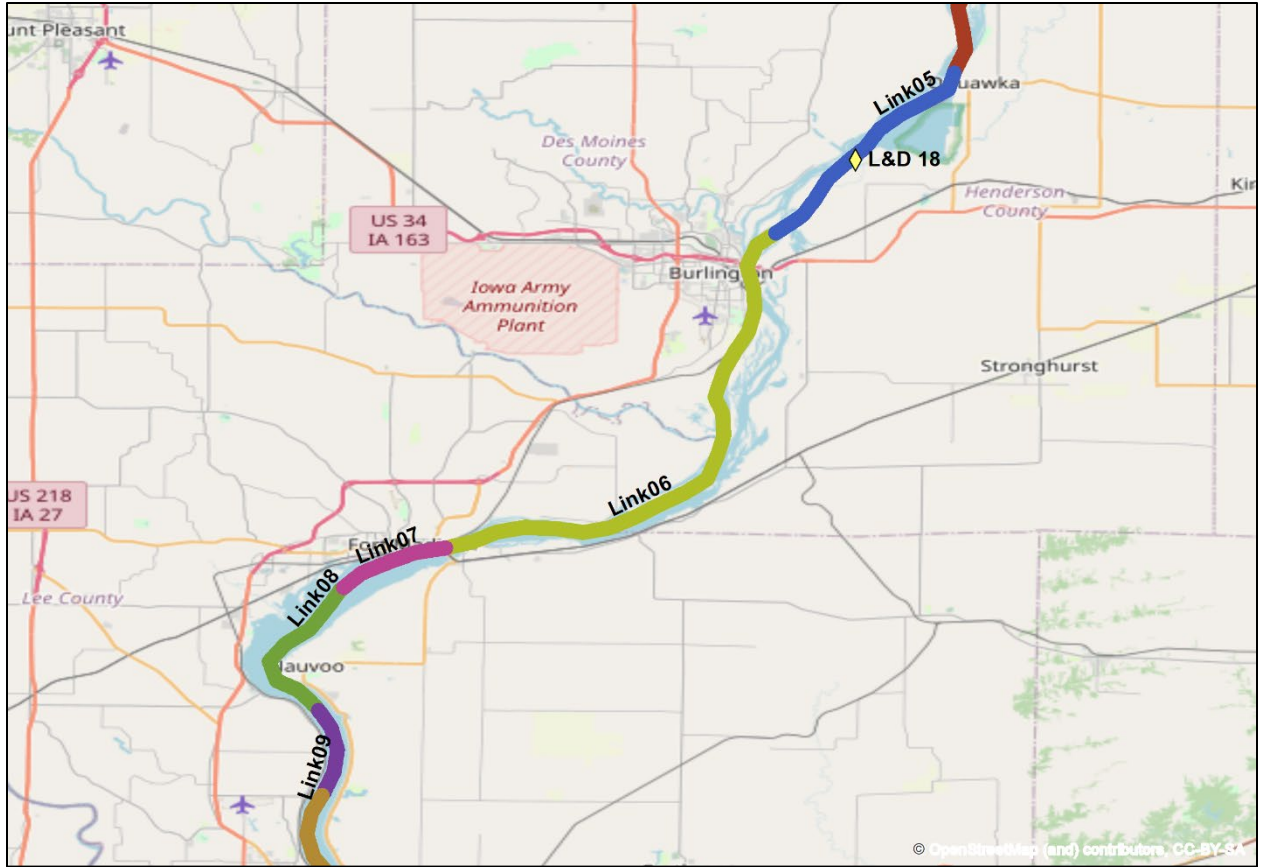 unt Pleasant
Link05
uawka
Des Moines
County
L&D 18
Henderson
County
Kir
US 34
IA 163
Burlington
Iowa Army
Ammunition
Plant
Stronghurst
US 218
IA 27
Link06
Link07
Link08
Lee County
Nauvoo
Link09
© OpenStreetMap (and) contributors, CC-BY-SA